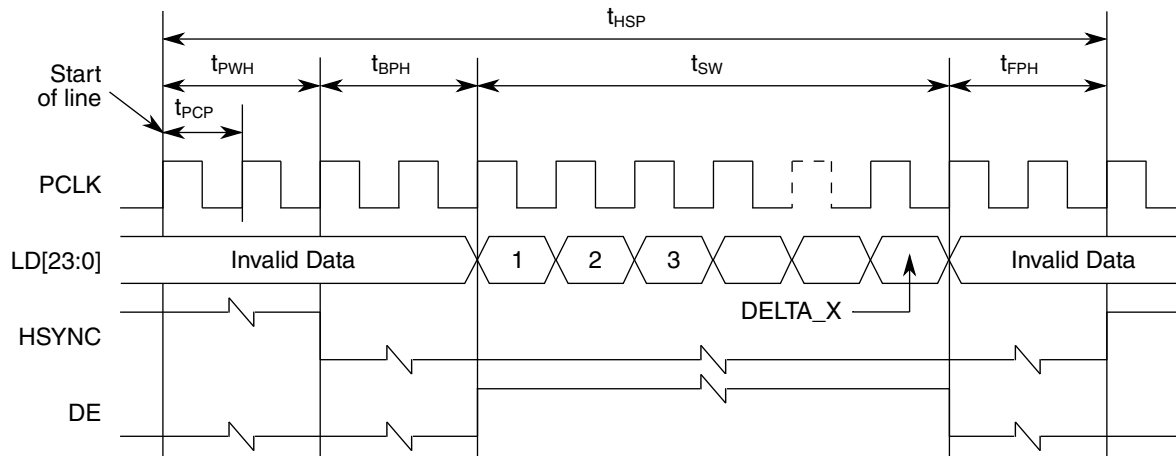 tHSP
tPWH
tBPH
tSW
tFPH
Start
of line
tPCP
PCLK
LD[23:0]
Invalid Data
1
2
3
Invalid Data
DELTA_X
HSYNC
DE